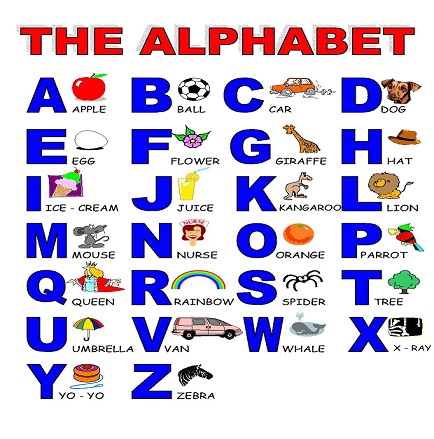 THE ALPHABET
A APPLE B BALL C CAR D DOG
E EGG F FLOWER G GIRAFFE H HAT
I ICE - CREAM J JUICE K KANGAROO L LION
M MOUSE N NURSE NURSE O ORANGE P PARROT
Q QUEEN R RAINBOW S SPIDER T TREE
U UMBRELLA V VAN W WHALE X X - RAY
Y YO - YO Z ZEBRA